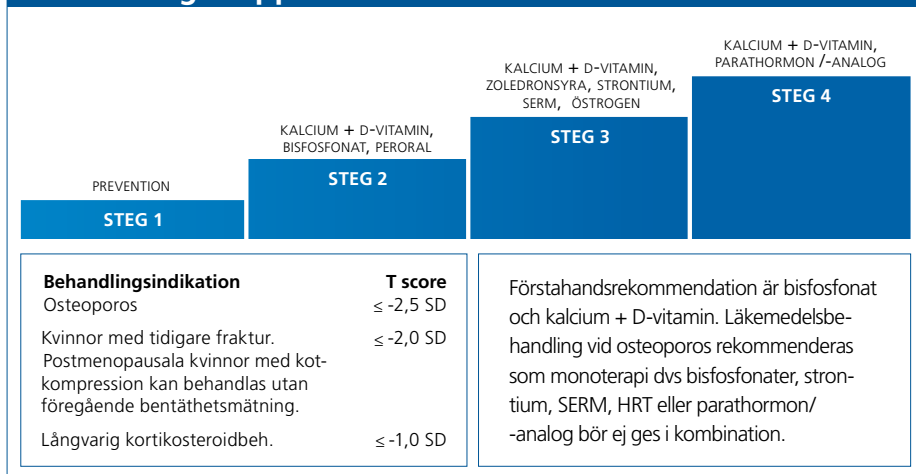 PREVENTION
STEG 1
KALCIUM + D-VITAMIN,
BISFOSFONAT, PERORAL
STEG 2
KALCIUM + D-VITAMIN,
ZOLEDRONSYRA, STRONTIUM,
SERM, ÖSTROGEN
STEG 3
KALCIUM + D-VITAMIN,
PARATHORMON /-ANALOG
STEG 4
Behandlingsindikation T score
Osteoporos ≤ -2,5 SD
Kvinnor med tidigare fraktur. ≤ -2,0 SD
Postmenopausala kvinnor med kot-
kompression kan behandlas utan
föregående bentäthetsmätning.
Långvarig kortikosteroidbeh. ≤ -1,0 SD
Förstahandsrekommendation är bisfosfonat
och kalcium + D-vitamin. Läkemedelsbe-
handling vid osteoporos rekommenderas
som monoterapi dvs bisfosfonater, stron-
tium, SERM, HRT eller parathormon/
-analog bör ej ges i kombination.